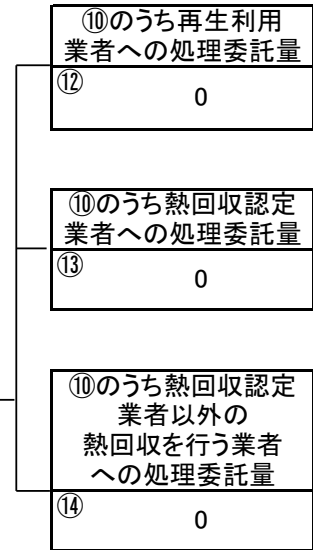 ⑩のうち再生利用
業者への処理委託量
⑫
0
⑩のうち熱回収認定
業者への処理委託量
⑬
0
⑩のうち熱回収認定
業者以外の
熱回収を行う業者
への処理委託量
⑭
0